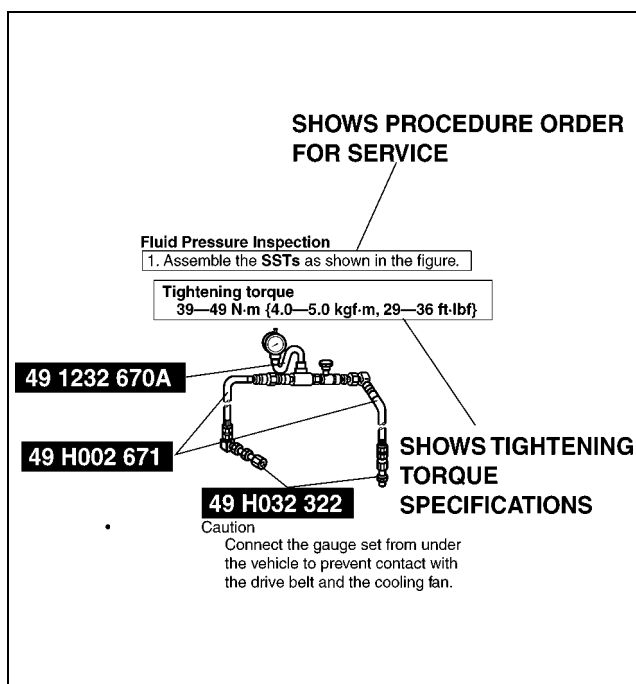 SHOWS PROCEDURE ORDER
FOR SERVICE
Fluid Pressure Inspection
1. Assemble the SSTs as shown in the figure.
Tightening torque
39—49 N·m {4.0—5.0 kgf·m, 29—36 ft·lbf}
49 1232 670A
49 H002 671
49 H032 322
SHOWS TIGHTENING
TORQUE
SPECIFICATIONS
Caution
Connect the gauge set from under
the vehicle to prevent contact with
the drive belt and the cooling fan.